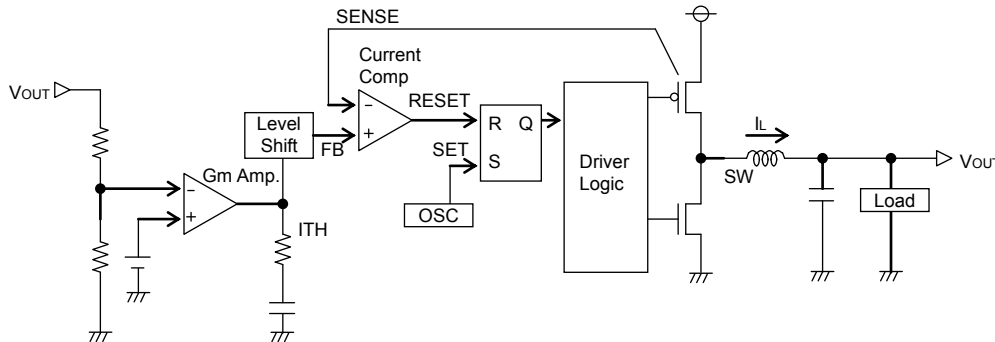 SENSE
Current
Comp
VOUT
RESET
Level
Shift
FB
R Q
S
SET
Gm Amp.
OSC
Driver
Logic
IL
SW
VOUT
Load
ITH
-
+
-
+